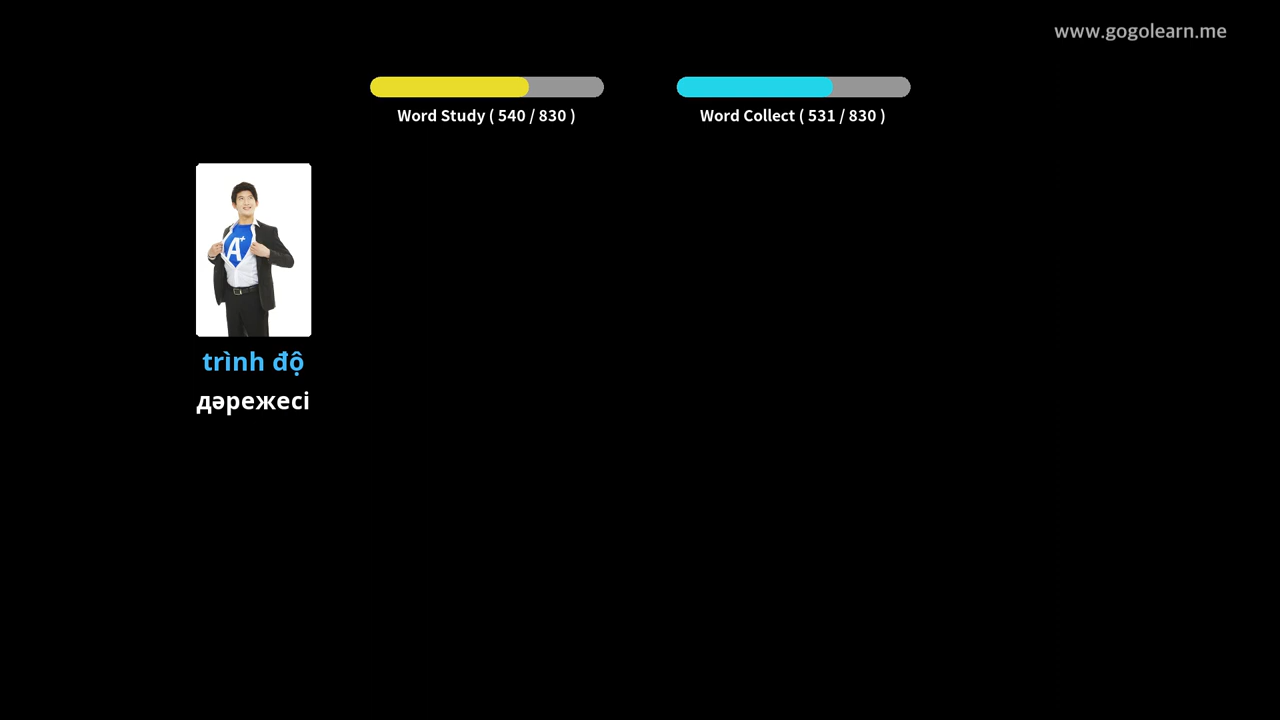 www.gogolearn.me
Word Study ( 540 / 830 )
Word Collect ( 531 / 830 )
A+
trình độ
дәрежесі